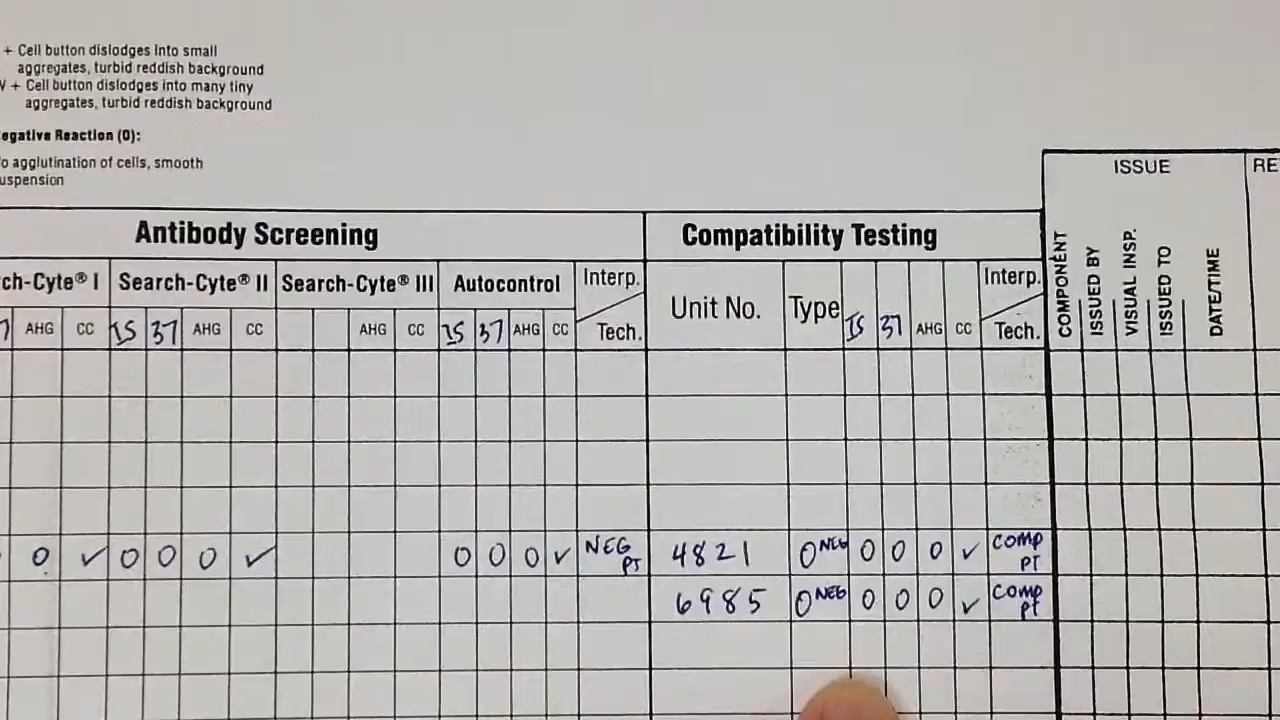 + Cell button dislodges into small
aggregates, turbid reddish background
+ Cell button dislodges into many tiny
aggregates, turbid reddish background
egative Reaction (0):
o agglutination of cells, smooth
uspension
ISSUE RE
Antibody Screening Compatibility Testing
ch-Cyte® I Search-Cyte® II Search-Cyte® III Autocontrol Interp. Unit No. Type Interp.
COMPONENT ISSUED BY VISUAL INSP. ISSUED TO DATE/TIME
7 AHG CC IS 37 AHG CC AHG CC IS 37 AHG CC Tech. IS 37 AHG CC Tech.
0 ✓ 0 0 0 ✓ 0 0 0 ✓ NEG PT 4821 O NEG 0 0 0 ✓ COMP PT
6985 O NEG 0 0 0 ✓ COMP PT